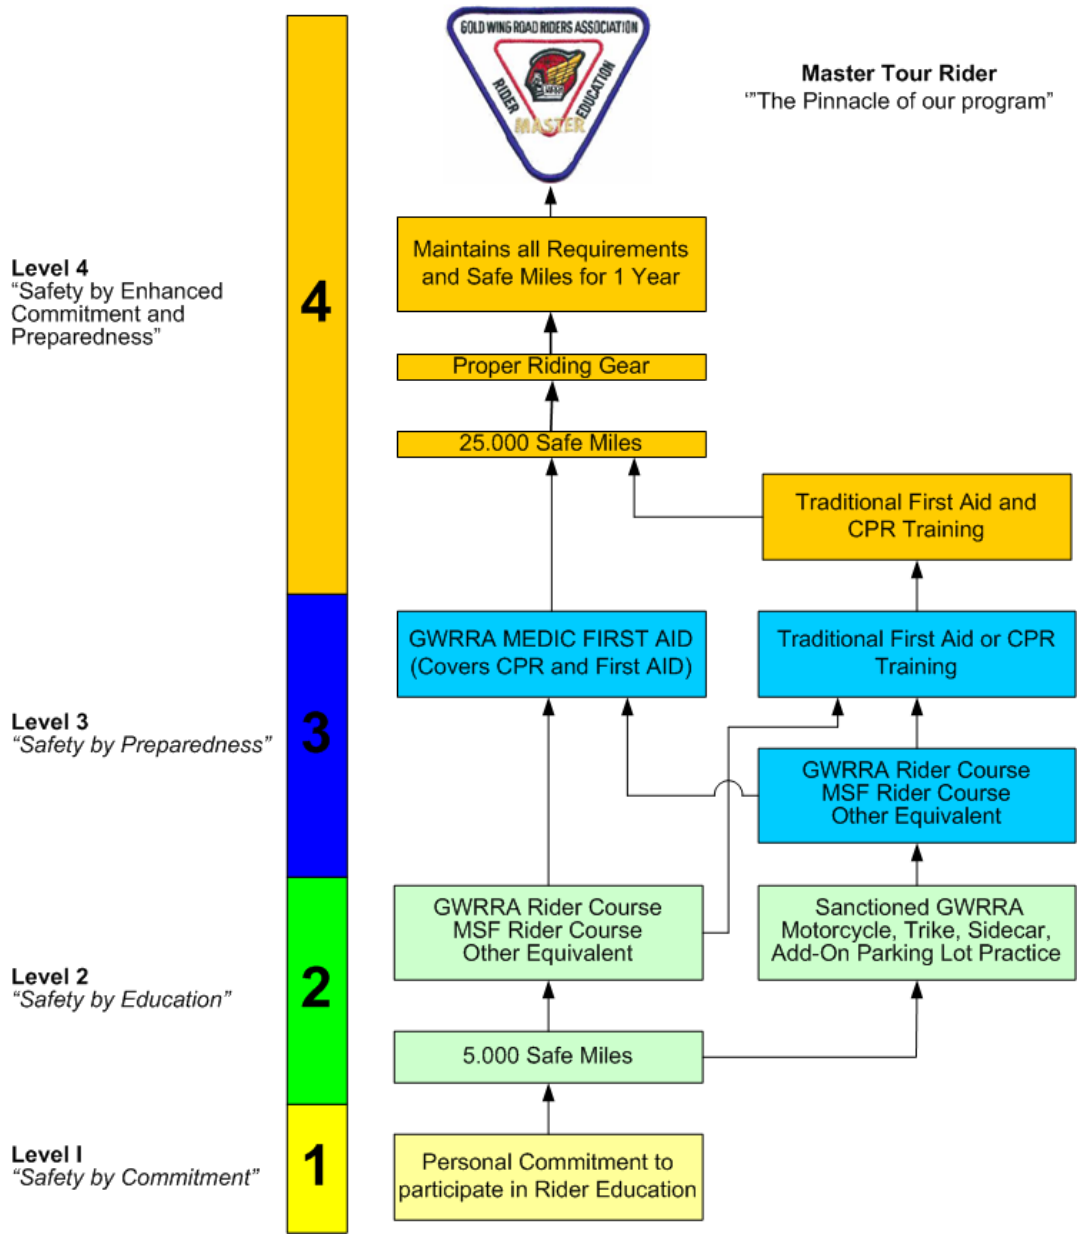 GOLD WING ROAD RIDERS ASSOCIATION
RIDER
EDUCATION
MASTER
Master Tour Rider
‘”The Pinnacle of our program”
Level 4
“Safety by Enhanced
Commitment and
Preparedness”
4
Maintains all Requirements
and Safe Miles for 1 Year
Proper Riding Gear
25.000 Safe Miles
Traditional First Aid and
CPR Training
Level 3
“Safety by Preparedness”
3
GWRRA MEDIC FIRST AID
(Covers CPR and First AID)
Traditional First Aid or CPR
Training
GWRRA Rider Course
MSF Rider Course
Other Equivalent
Level 2
“Safety by Education”
2
GWRRA Rider Course
MSF Rider Course
Other Equivalent
Sanctioned GWRRA
Motorcycle, Trike, Sidecar,
Add-On Parking Lot Practice
5.000 Safe Miles
Level I
“Safety by Commitment”
1
Personal Commitment to
participate in Rider Education